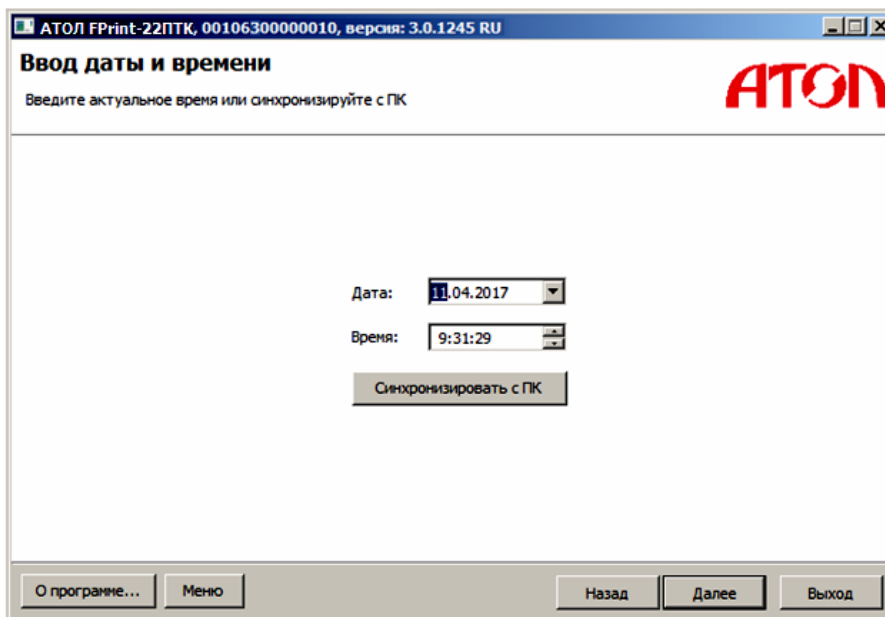 АТОЛ FPrint-22ПТК, 00106300000010, версия: 3.0.1245 RU
Ввод даты и времени
Введите актуальное время или синхронизируйте с ПК
АТОЛ
Дата: 11.04.2017
Время: 9:31:29
Синхронизировать с ПК
О программе... Меню Назад Далее Выход